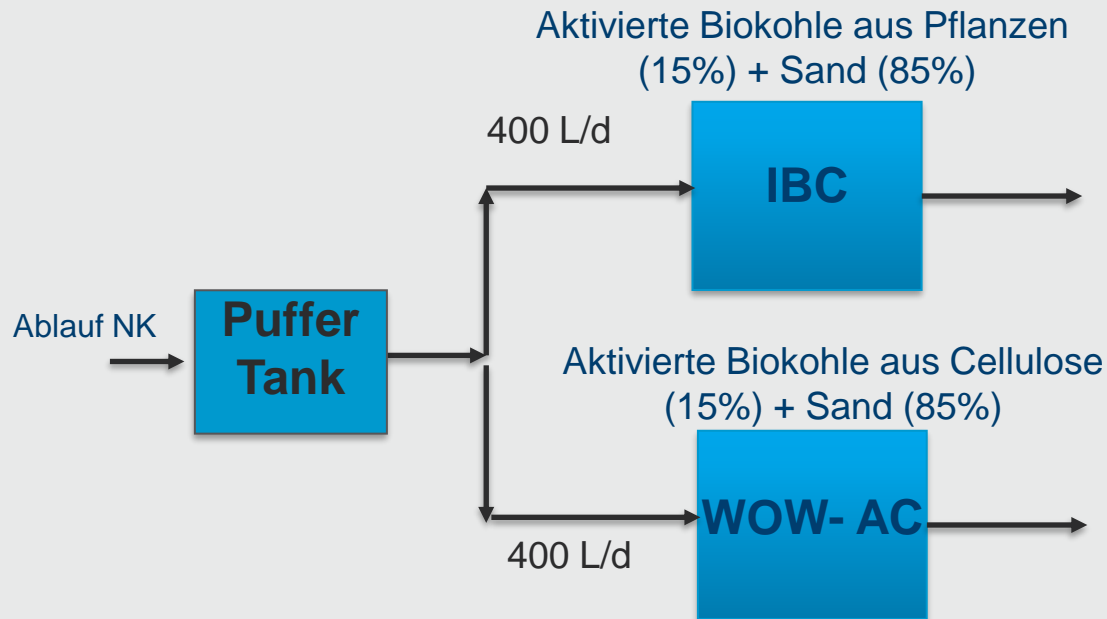 Aktivierte Biokohle aus Pflanzen
(15%) + Sand (85%)
400 L/d
IBC
Ablauf NK
Puffer
Tank
Aktivierte Biokohle aus Cellulose
(15%) + Sand (85%)
WOW- AC
400 L/d